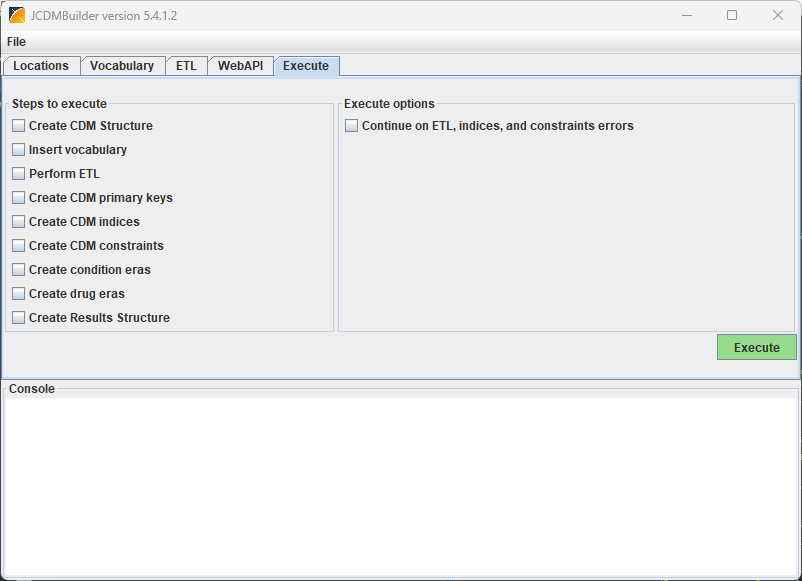 JCDMBuilder version 5.4.1.2
File
Locations Vocabulary ETL WebAPI Execute
Steps to execute
Create CDM Structure
Insert vocabulary
Perform ETL
Create CDM primary keys
Create CDM indices
Create CDM constraints
Create condition eras
Create drug eras
Create Results Structure
Execute options
Continue on ETL, indices, and constraints errors
Execute
Console